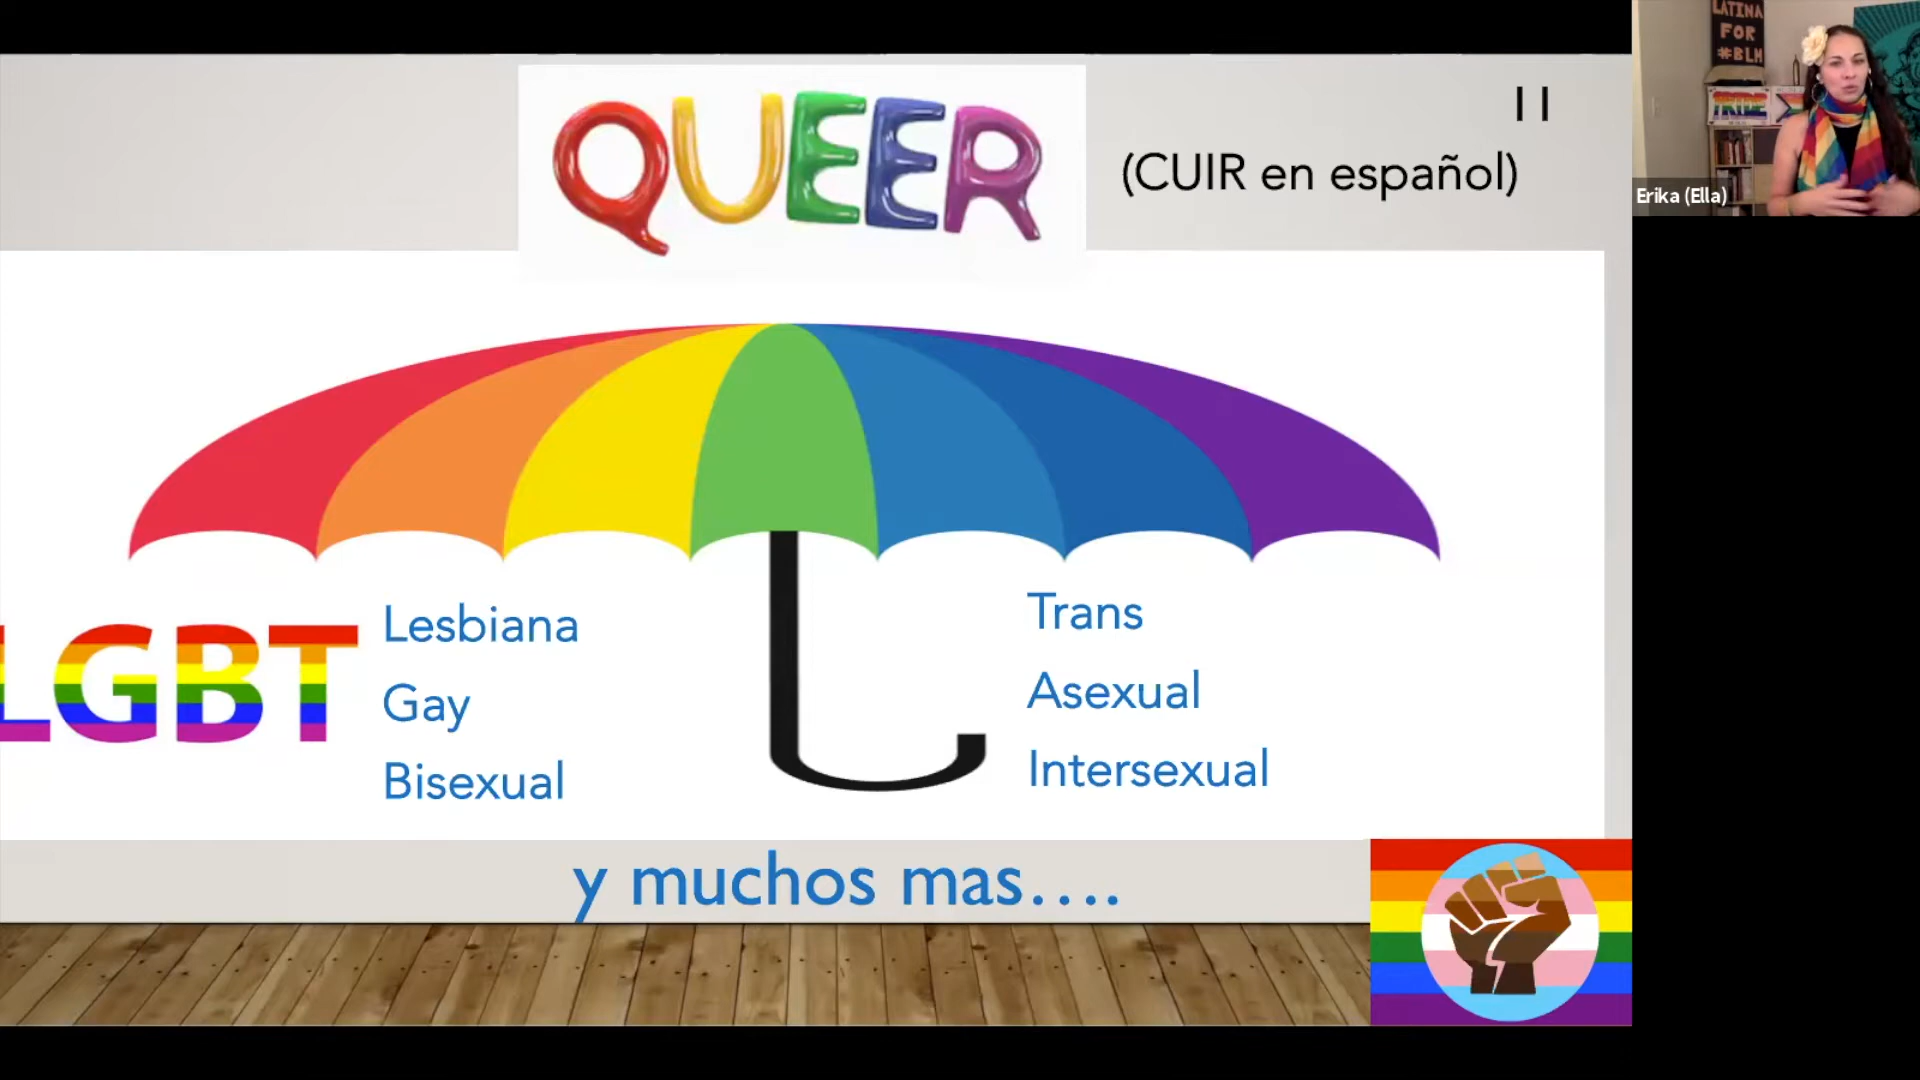 QUEER
11
(CUIR en español)
LGBT
Lesbiana
Gay
Bisexual
Trans
Asexual
Intersexual
y muchos mas....
LATINA
FOR
#BLM
PRIDE
Erika (Ella)